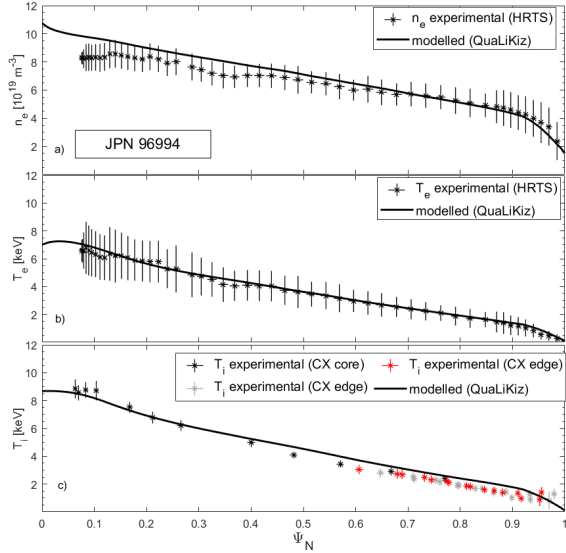 12
10
8
6
4
2
n_e [10^19 m^-3]
n_e experimental (HRTS)
modelled (QuaLiKiz)
JPN 96994
a)
12
10
8
6
4
2
T_e [keV]
T_e experimental (HRTS)
modelled (QuaLiKiz)
b)
12
10
8
6
4
2
T_i [keV]
T_i experimental (CX core)
T_i experimental (CX edge)
T_i experimental (CX edge)
modelled (QuaLiKiz)
c)
0 0.1 0.2 0.3 0.4 0.5 0.6 0.7 0.8 0.9 1
Ψ_N